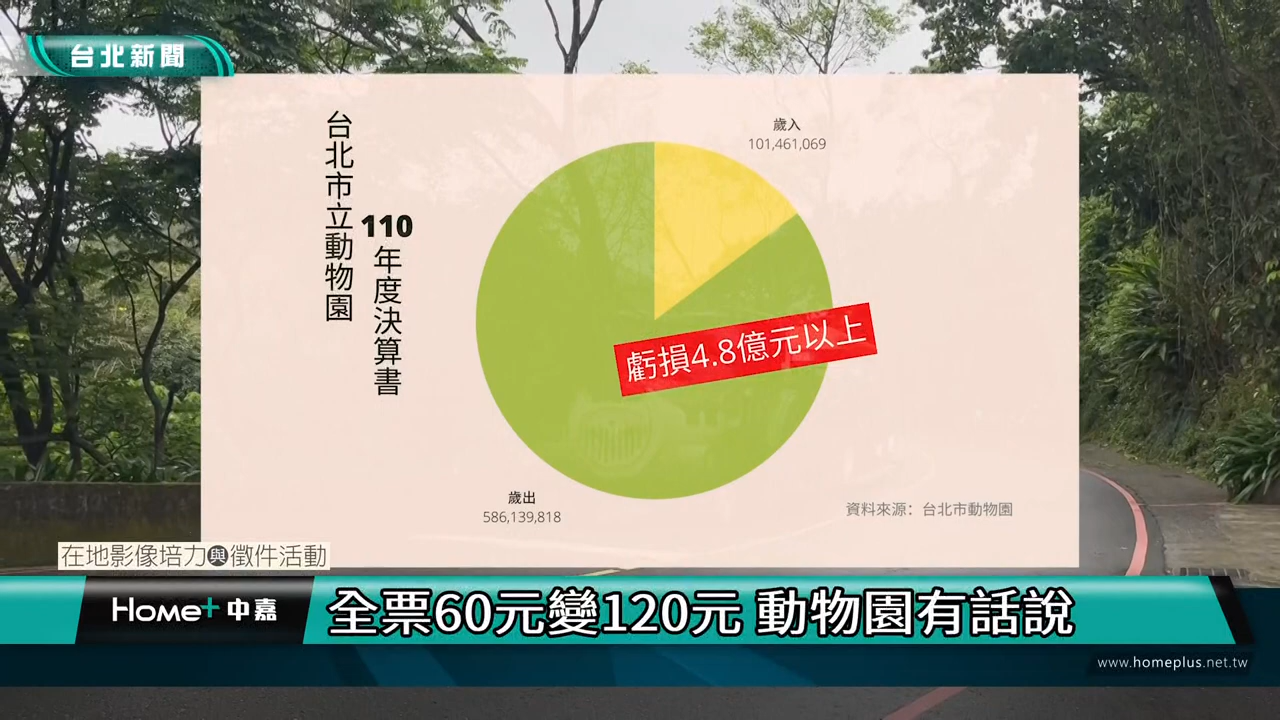 台北新聞
台北市立動物園
110年度決算書
歲入
101,461,069
虧損4.8億元以上
歲出
586,139,818
資料來源：台北市動物園
在地影像培力與徵件活動
Home+中嘉
全票60元變120元 動物園有話說
www.homeplus.net.tw